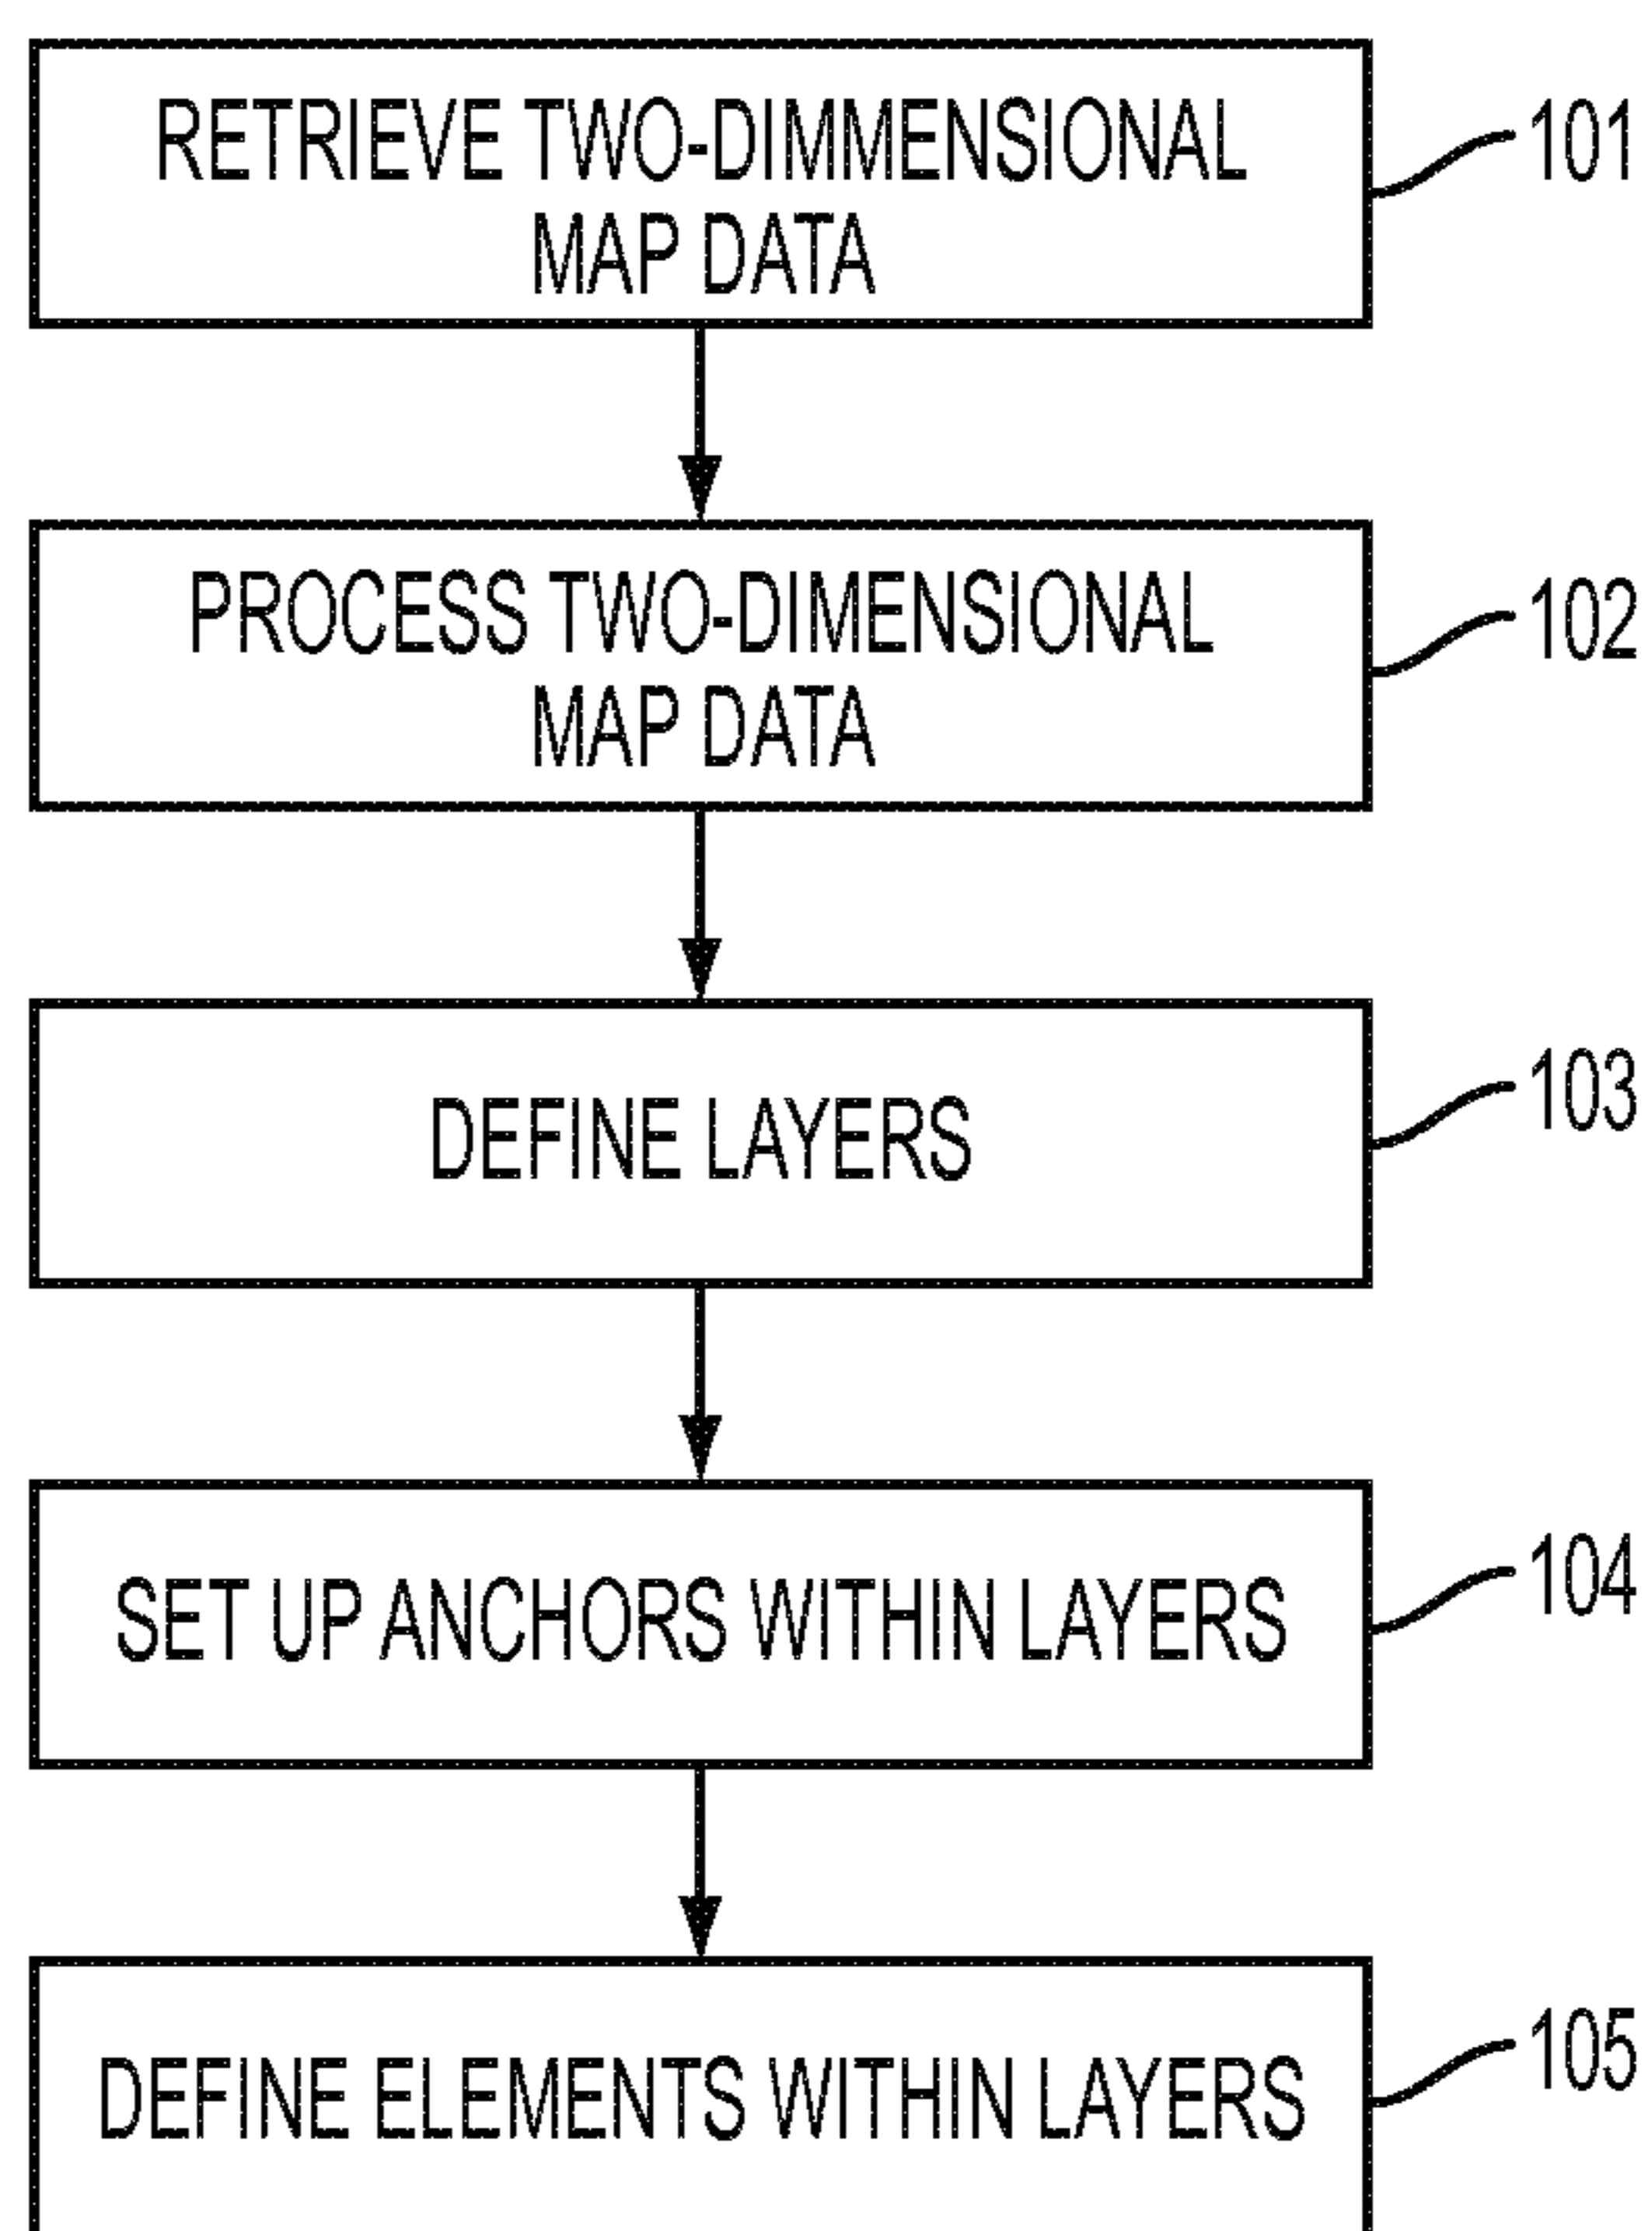 RETRIEVE TWO-DIMMENSIONAL
MAP DATA
101
PROCESS TWO-DIMENSIONAL
MAP DATA
102
DEFINE LAYERS
103
SET UP ANCHORS WITHIN LAYERS
104
DEFINE ELEMENTS WITHIN LAYERS
105